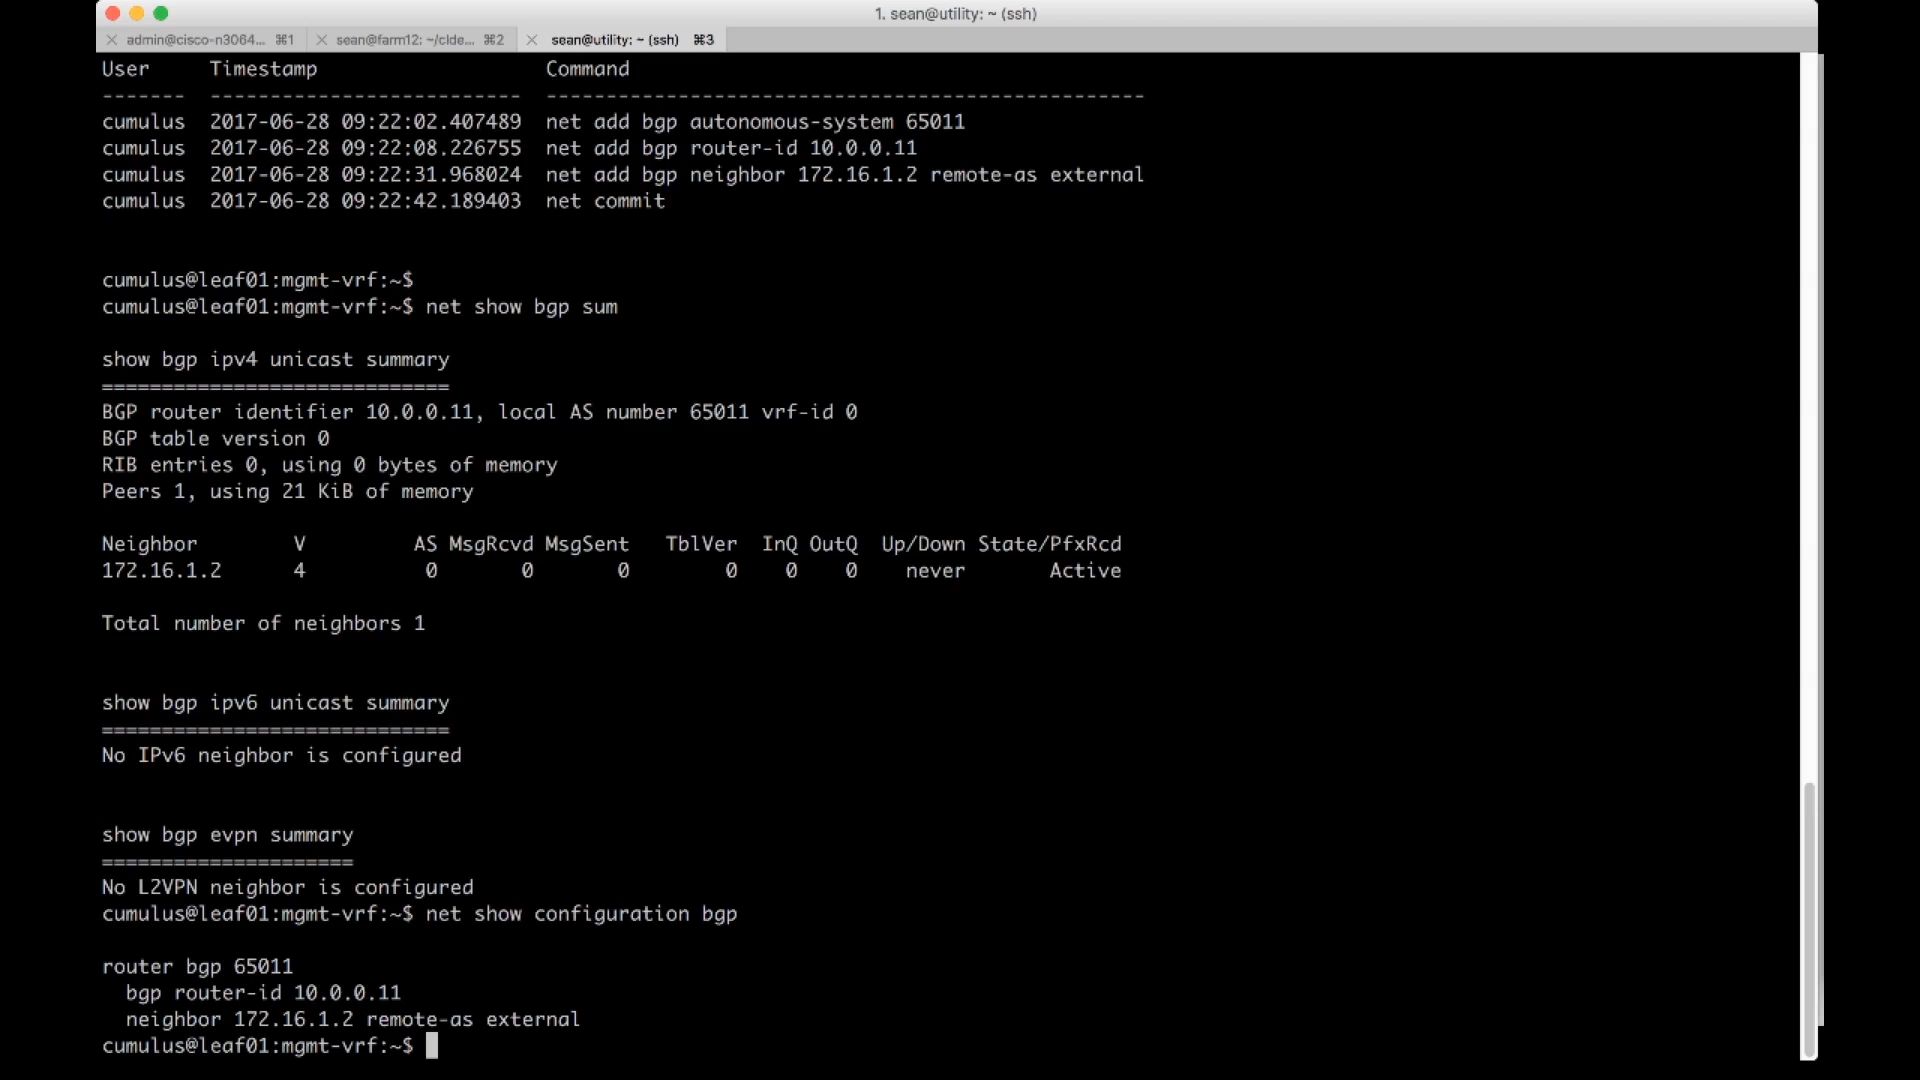 1. sean@utility: ~ (ssh)
admin@cisco-n3064... ⌘1 sean@farm12: ~/clde... ⌘2 sean@utility: ~ (ssh) ⌘3
User Timestamp Command
------- -------------------------- --------------------------------------------------
cumulus 2017-06-28 09:22:02.407489 net add bgp autonomous-system 65011
cumulus 2017-06-28 09:22:08.226755 net add bgp router-id 10.0.0.11
cumulus 2017-06-28 09:22:31.968024 net add bgp neighbor 172.16.1.2 remote-as external
cumulus 2017-06-28 09:22:42.189403 net commit
cumulus@leaf01:mgmt-vrf:~$
cumulus@leaf01:mgmt-vrf:~$ net show bgp sum
show bgp ipv4 unicast summary
=============================
BGP router identifier 10.0.0.11, local AS number 65011 vrf-id 0
BGP table version 0
RIB entries 0, using 0 bytes of memory
Peers 1, using 21 KiB of memory
Neighbor V AS MsgRcvd MsgSent TblVer InQ OutQ Up/Down State/PfxRcd
172.16.1.2 4 0 0 0 0 0 0 never Active
Total number of neighbors 1
show bgp ipv6 unicast summary
=============================
No IPv6 neighbor is configured
show bgp evpn summary
=====================
No L2VPN neighbor is configured
cumulus@leaf01:mgmt-vrf:~$ net show configuration bgp
router bgp 65011
bgp router-id 10.0.0.11
neighbor 172.16.1.2 remote-as external
cumulus@leaf01:mgmt-vrf:~$